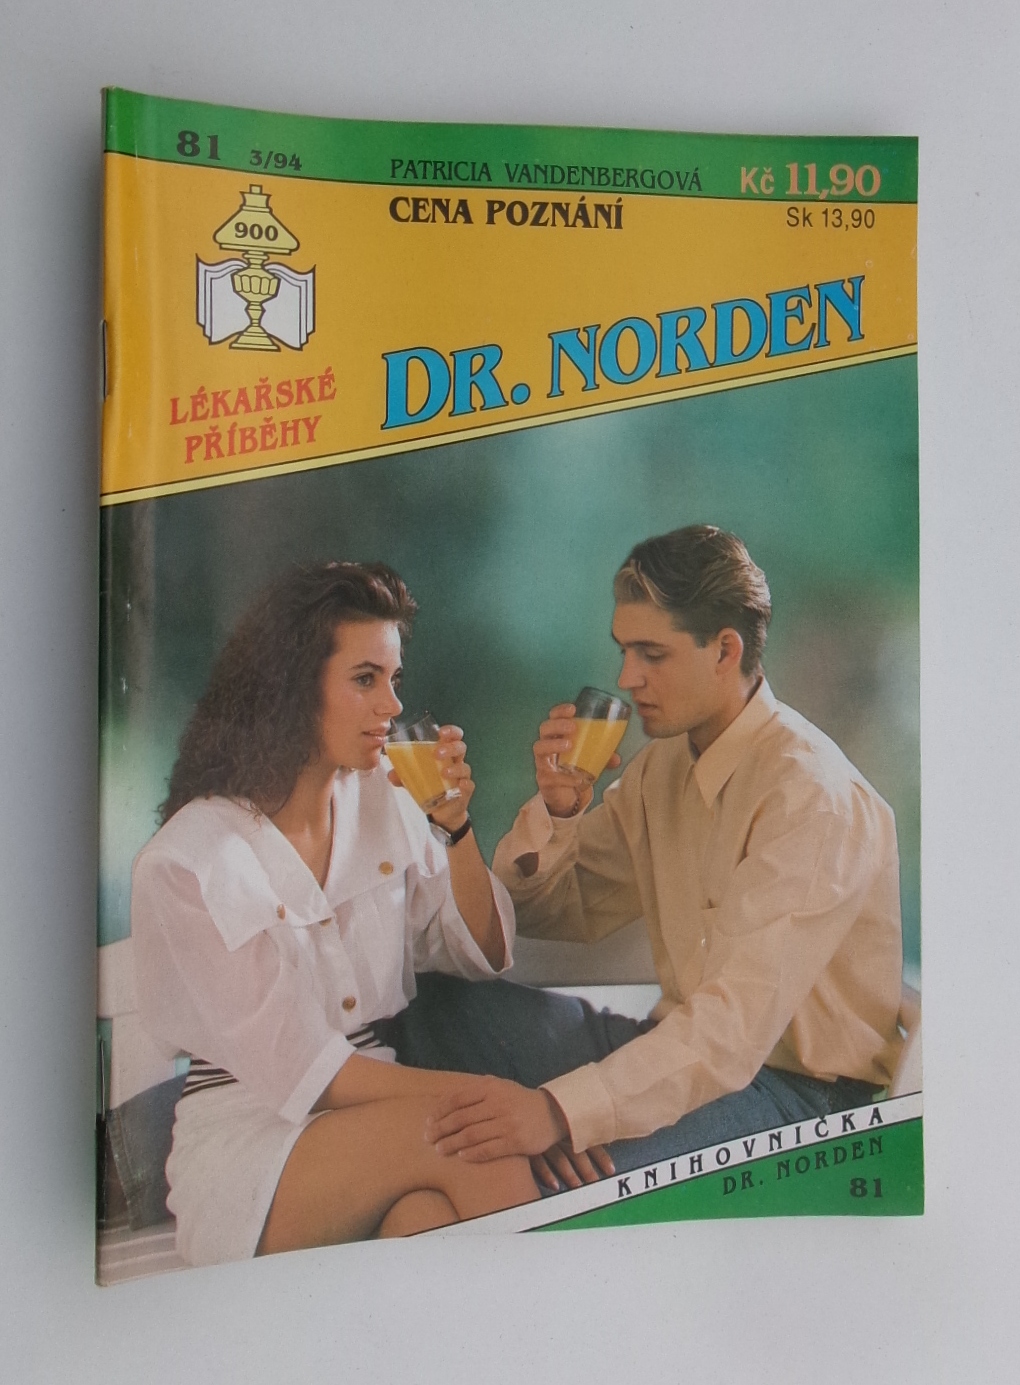 81 3/94
PATRICIA VANDENBERGOVÁ
Kč 11,90
CENA POZNÁNÍ
Sk 13,90
900
DR. NORDEN
LÉKAŘSKÉ
PŘÍBĚHY
KNIHOVNIČKA
DR. NORDEN
81